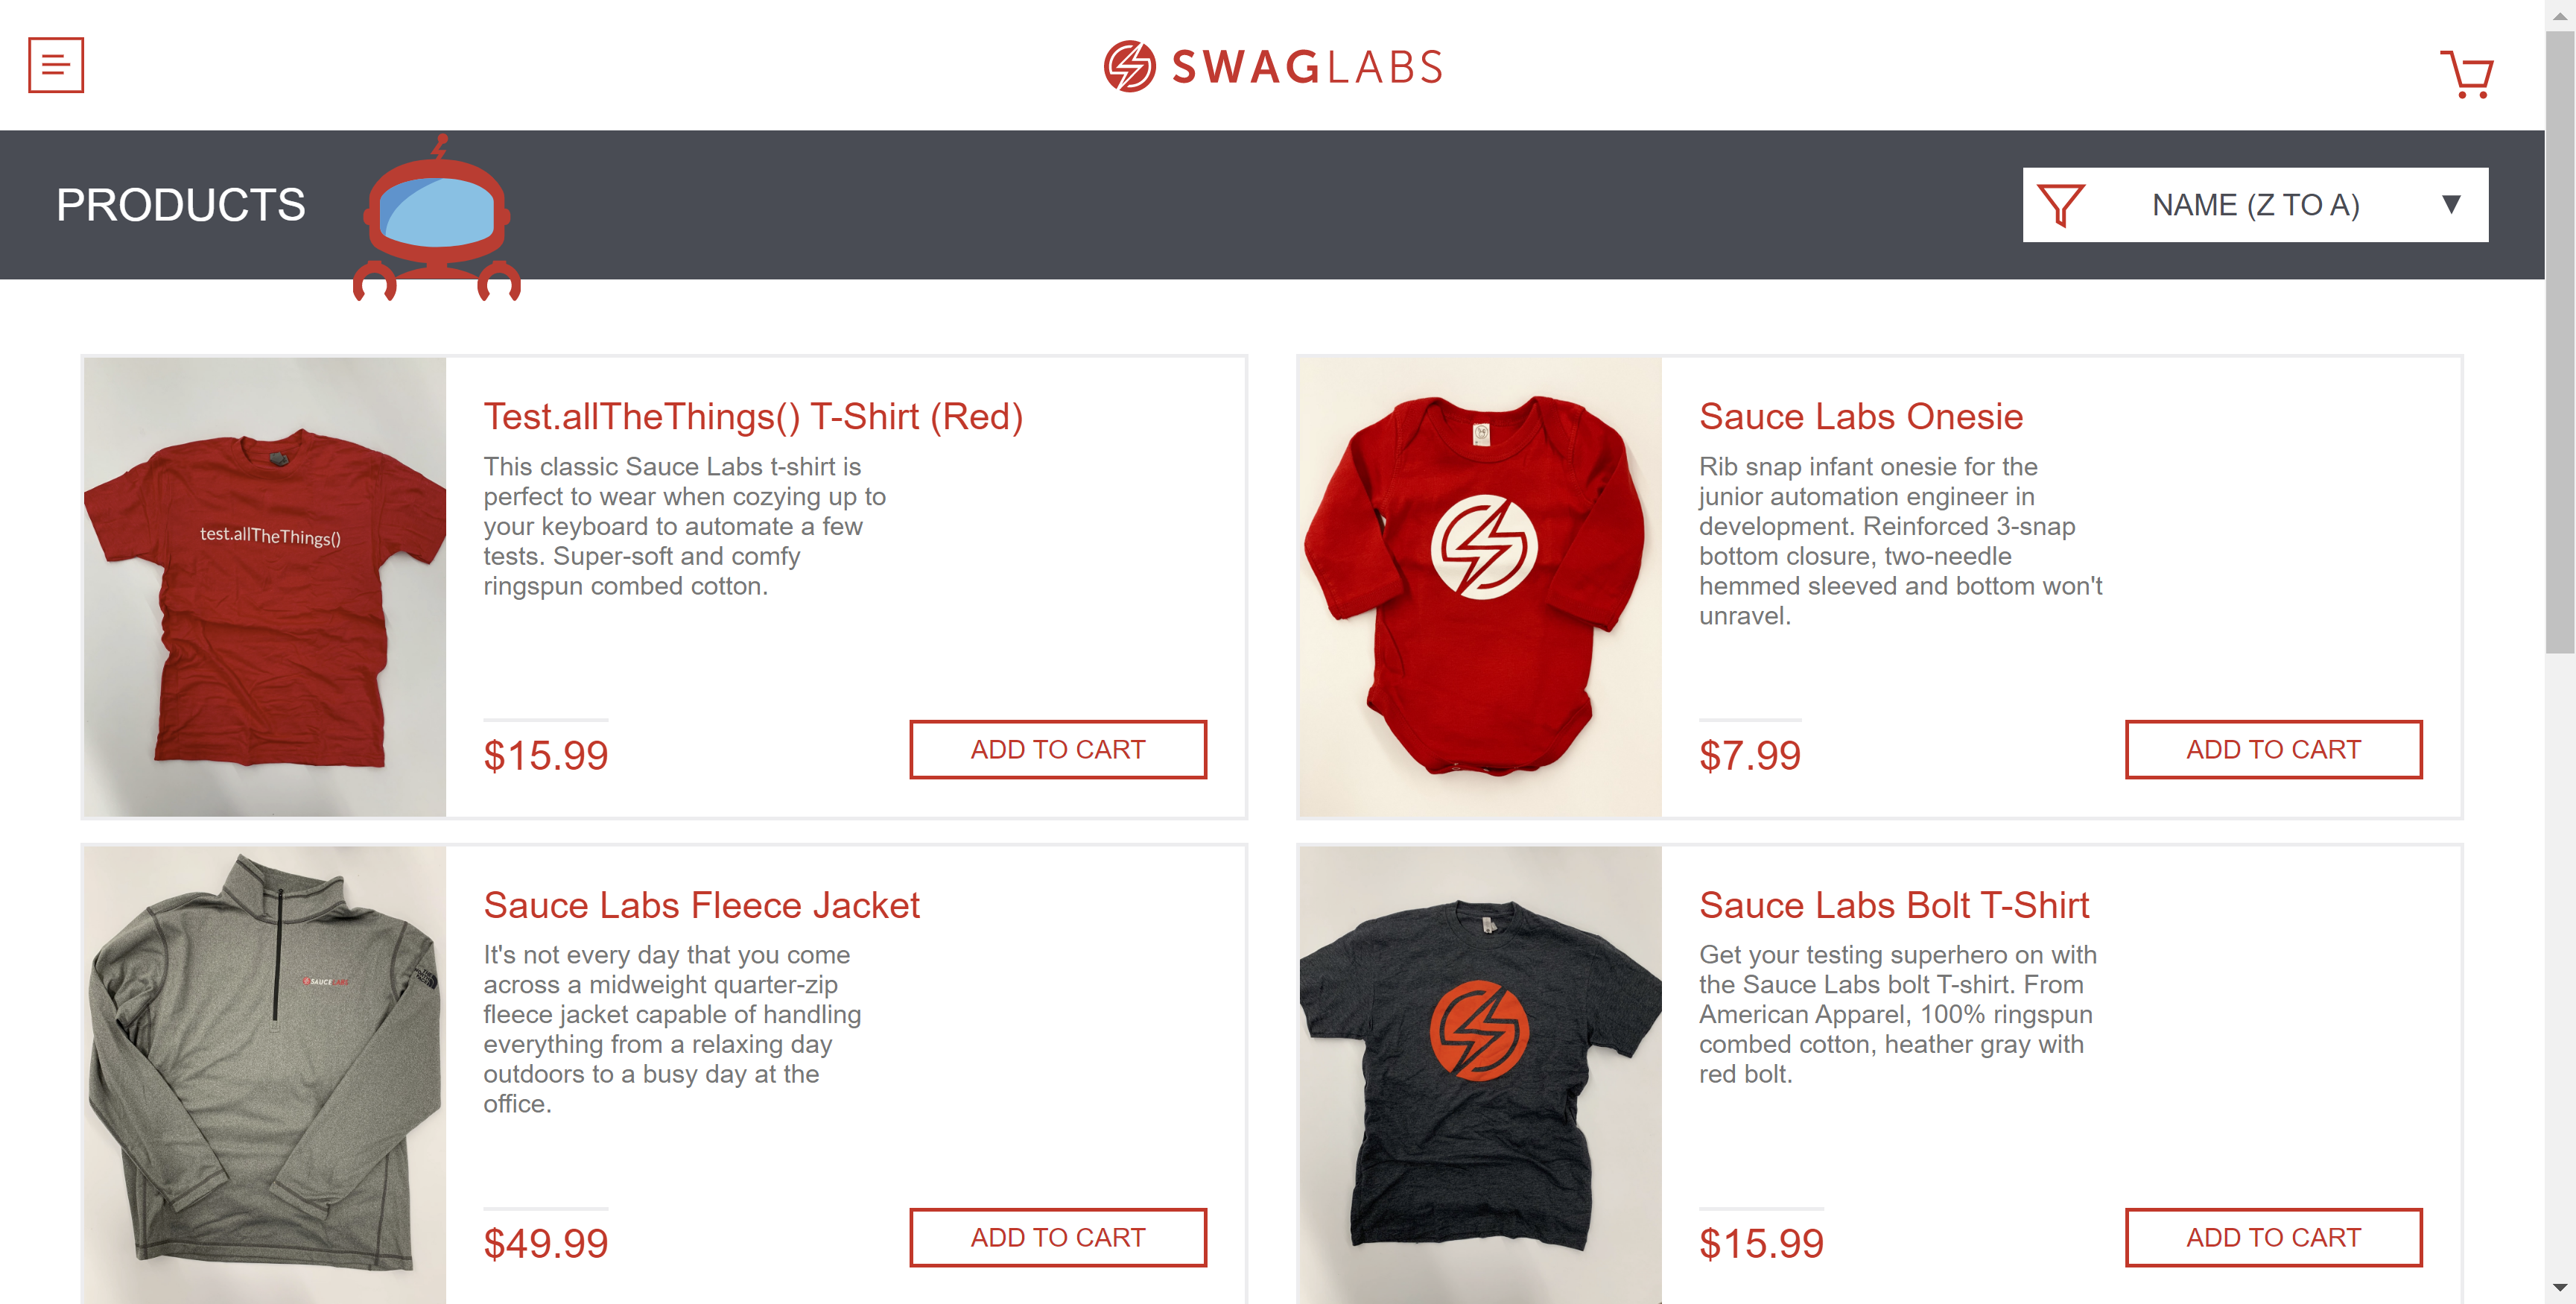 SWAGLABS
PRODUCTS
NAME (Z TO A)
test.allTheThings()
Test.allTheThings() T-Shirt (Red)
This classic Sauce Labs t-shirt is
perfect to wear when cozying up to
your keyboard to automate a few
tests. Super-soft and comfy
ringspun combed cotton.
$15.99
ADD TO CART
Sauce Labs Onesie
Rib snap infant onesie for the
junior automation engineer in
development. Reinforced 3-snap
bottom closure, two-needle
hemmed sleeved and bottom won't
unravel.
$7.99
ADD TO CART
SAUCELABS
Sauce Labs Fleece Jacket
It's not every day that you come
across a midweight quarter-zip
fleece jacket capable of handling
everything from a relaxing day
outdoors to a busy day at the
office.
$49.99
ADD TO CART
Sauce Labs Bolt T-Shirt
Get your testing superhero on with
the Sauce Labs bolt T-shirt. From
American Apparel, 100% ringspun
combed cotton, heather gray with
red bolt.
$15.99
ADD TO CART